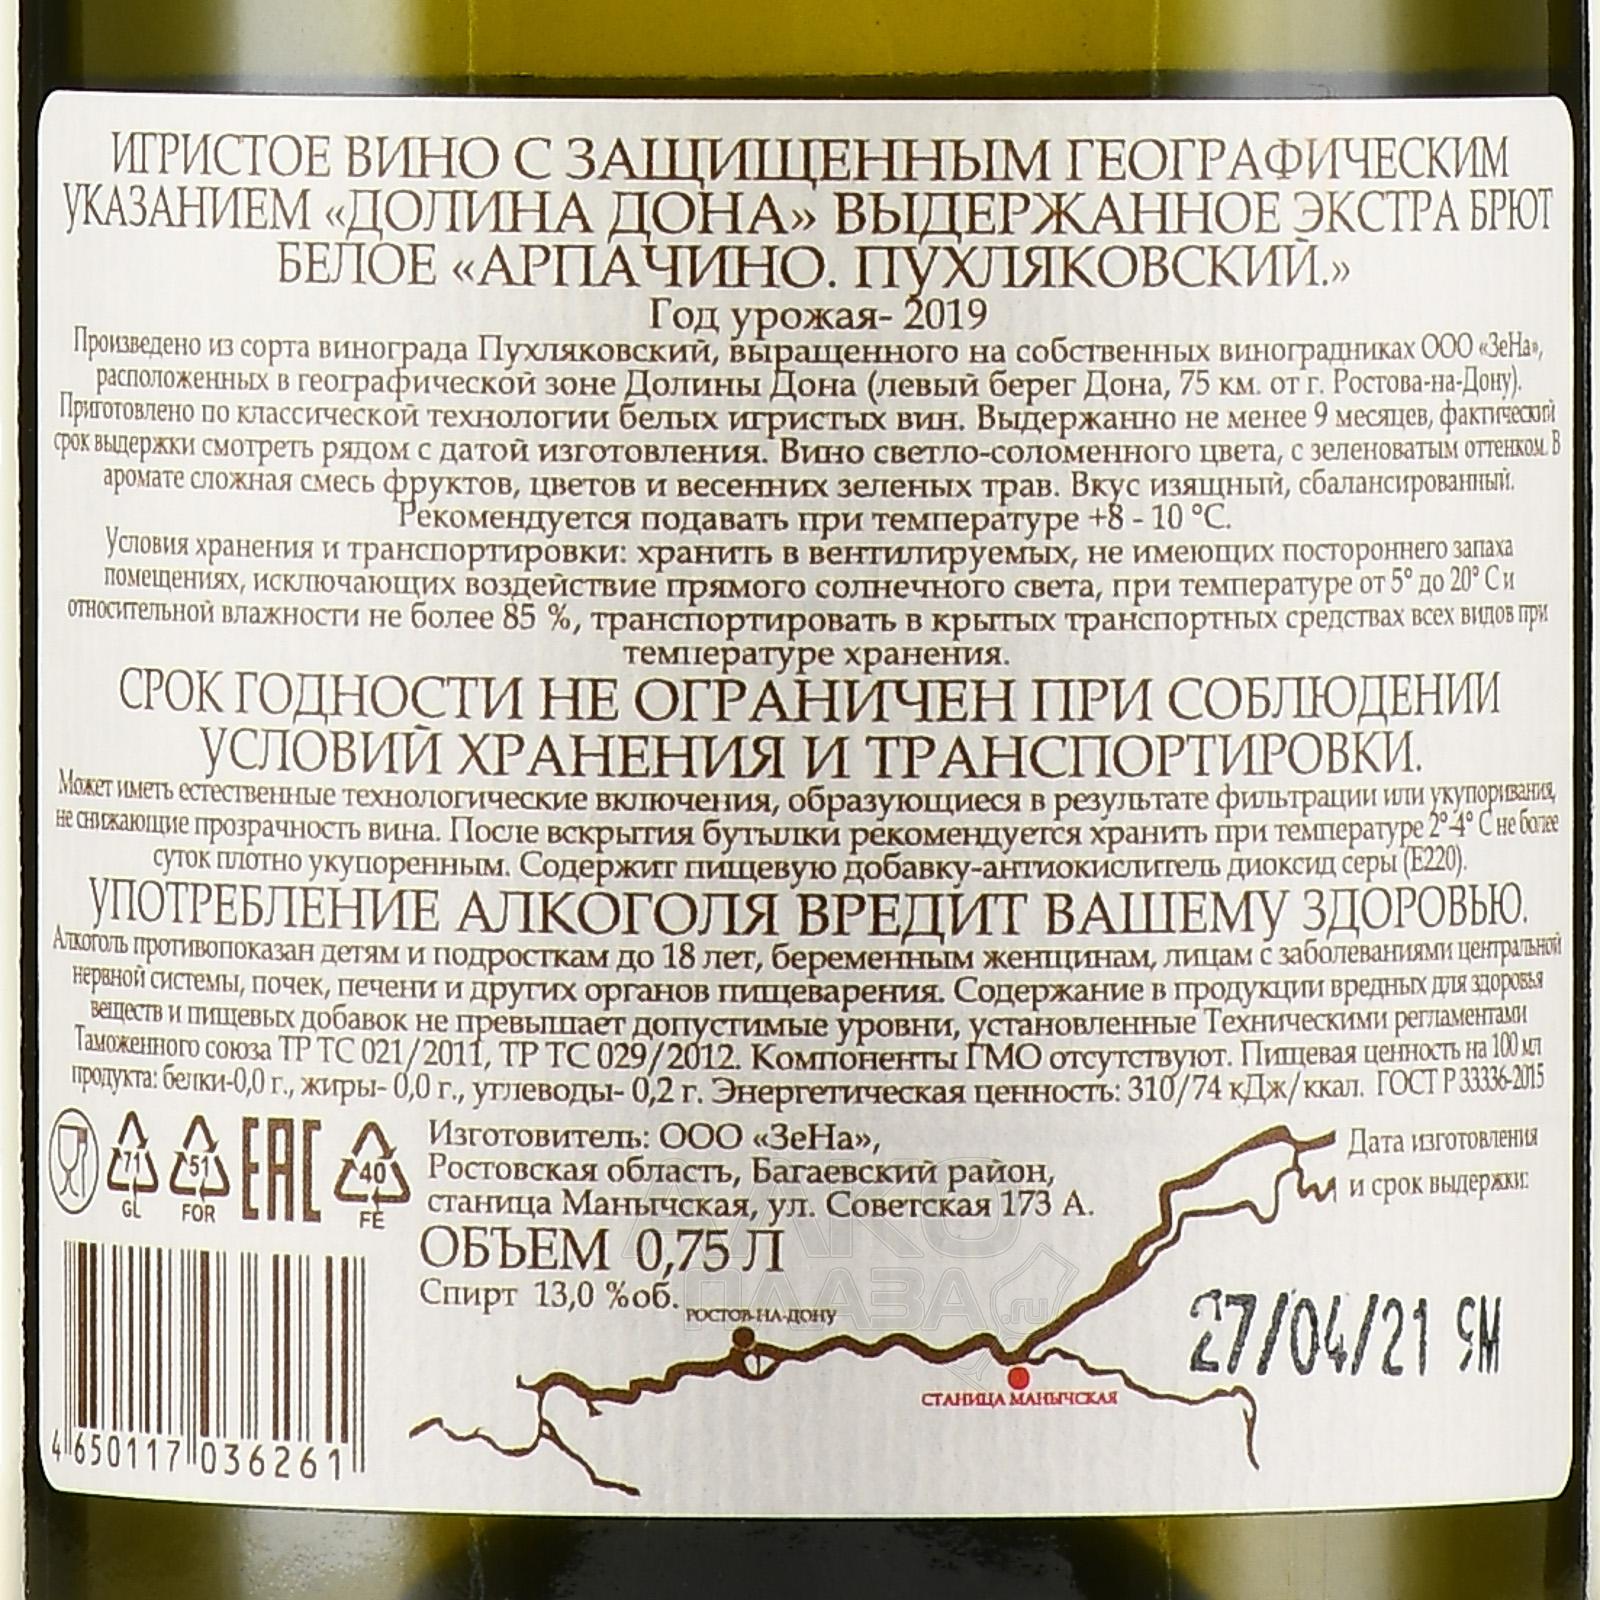 ИГРИСТОЕ ВИНО С ЗАЩИЩЕННЫМ ГЕОГРАФИЧЕСКИМ
УКАЗАНИЕМ «ДОЛИНА ДОНА» ВЫДЕРЖАННОЕ ЭКСТРА БРЮТ
БЕЛОЕ «АРПАЧИНО. ПУХЛЯКОВСКИЙ.»
Год урожая- 2019
Произведено из сорта винограда Пухляковский, выращенного на собственных виноградниках ООО «ЗеНа»,
расположенных в географической зоне Долины Дона (левый берег Дона, 75 км. от г. Ростова-на-Дону).
Приготовлено по классической технологии белых игристых вин. Выдержанно не менее 9 месяцев, фактический
срок выдержки смотреть рядом с датой изготовления. Вино светло-соломенного цвета, с зеленоватым оттенком. В
аромате сложная смесь фруктов, цветов и весенних зеленых трав. Вкус изящный, сбалансированный.
Рекомендуется подавать при температуре +8 - 10 °С.
Условия хранения и транспортировки: хранить в вентилируемых, не имеющих постороннего запаха
помещениях, исключающих воздействие прямого солнечного света, при температуре от 5° до 20° С и
относительной влажности не более 85 %, транспортировать в крытых транспортных средствах всех видов при
температуре хранения.
СРОК ГОДНОСТИ НЕ ОГРАНИЧЕН ПРИ СОБЛЮДЕНИИ
УСЛОВИЙ ХРАНЕНИЯ И ТРАНСПОРТИРОВКИ.
Может иметь естественные технологические включения, образующиеся в результате фильтрации или укупоривания,
не снижающие прозрачность вина. После вскрытия бутылки рекомендуется хранить при температуре 2°-4° С не более
суток плотно укупоренным. Содержит пищевую добавку-антиокислитель диоксид серы (Е220).
УПОТРЕБЛЕНИЕ АЛКОГОЛЯ ВРЕДИТ ВАШЕМУ ЗДОРОВЬЮ.
Алкоголь противопоказан детям и подросткам до 18 лет, беременным женщинам, лицам с заболеваниями центральной
нервной системы, почек, печени и других органов пищеварения. Содержание в продукции вредных для здоровья
веществ и пищевых добавок не превышает допустимые уровни, установленные Техническими регламентами
Таможенного союза ТР ТС 021/2011, ТР ТС 029/2012. Компоненты ГМО отсутствуют. Пищевая ценность на 100 мл
продукта: белки-0,0 г., жиры- 0,0 г., углеводы- 0,2 г. Энергетическая ценность: 310/74 кДж/ккал. ГОСТ Р 33336-2015
71
GL
51
FOR
EAC
40
FE
Изготовитель: ООО «ЗеНа»,
Ростовская область, Багаевский район,
станица Манычская, ул. Советская 173 А.
ОБЪЕМ 0,75 Л
Спирт 13,0 %об.
Дата изготовления
и срок выдержки:
РОСТОВ-НА-ДОНУ
СТАНИЦА МАНЫЧСКАЯ
27/04/21 9М
4 650117 036261
АЛКО
ПЛАЗА
.ru